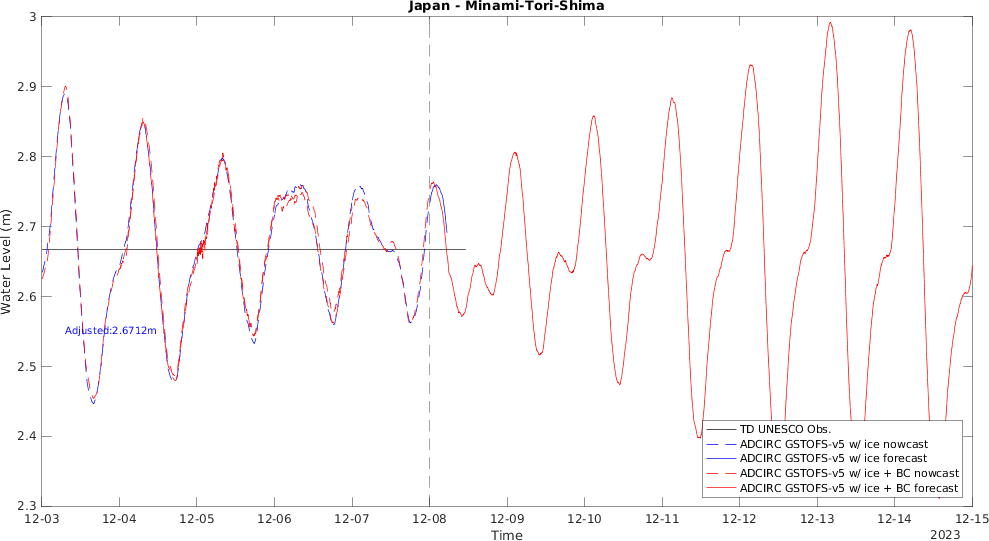 Japan - Minami-Tori-Shima
3
2.9
2.8
2.7
2.6
2.5
2.4
2.3
Water Level (m)
Adjusted:2.6712m
TD UNESCO Obs.
ADCIRC GSTOFS-v5 w/ ice nowcast
ADCIRC GSTOFS-v5 w/ ice forecast
ADCIRC GSTOFS-v5 w/ ice + BC nowcast
ADCIRC GSTOFS-v5 w/ ice + BC forecast
12-03 12-04 12-05 12-06 12-07 12-08 12-09 12-10 12-11 12-12 12-13 12-14 12-15
Time
2023